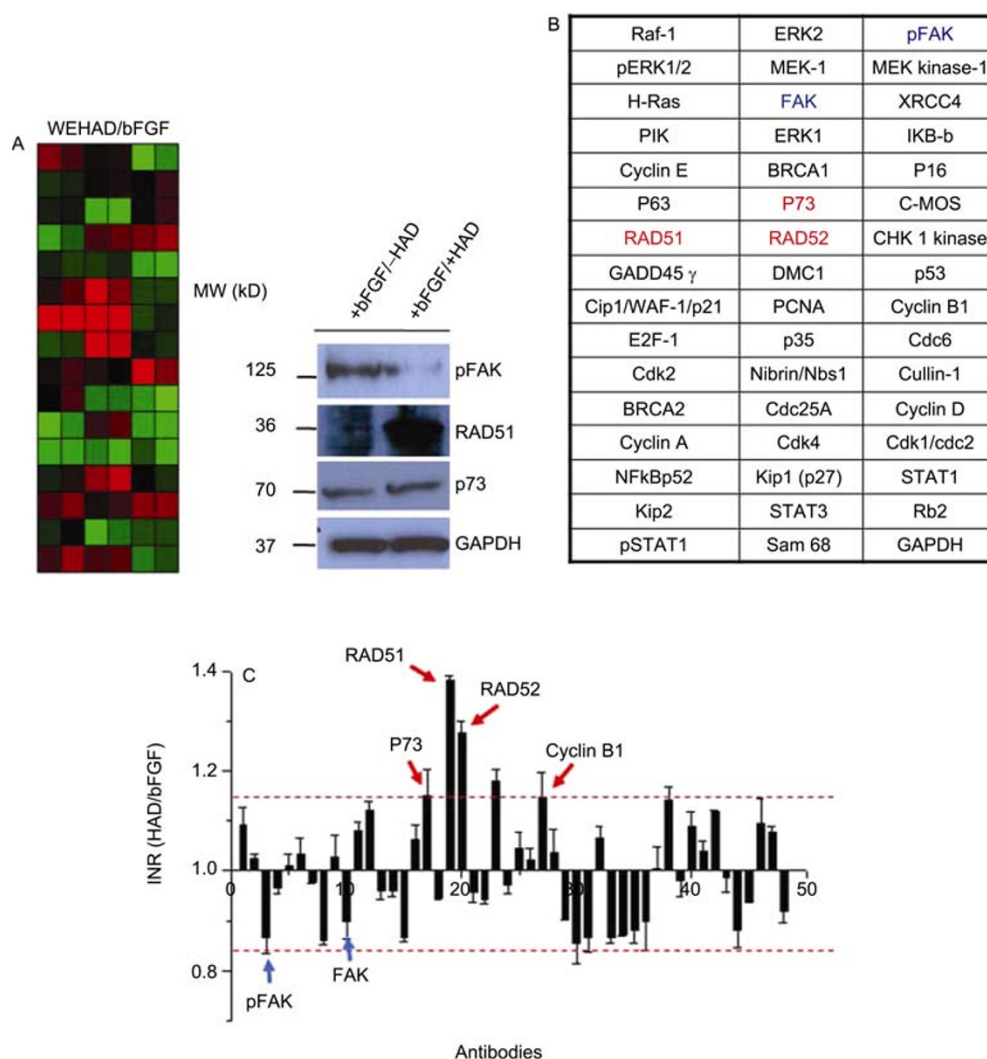 A
WEHAD/bFGF
MW (kD)
+bFGF/–HAD
+bFGF/+HAD
125
pFAK
36
RAD51
70
p73
37
GAPDH
B
Raf-1 ERK2 pFAK
pERK1/2 MEK-1 MEK kinase-1
H-Ras FAK XRCC4
PIK ERK1 IKB-b
Cyclin E BRCA1 P16
P63 P73 C-MOS
RAD51 RAD52 CHK 1 kinase
GADD45 γ DMC1 p53
Cip1/WAF-1/p21 PCNA Cyclin B1
E2F-1 p35 Cdc6
Cdk2 Nibrin/Nbs1 Cullin-1
BRCA2 Cdc25A Cyclin D
Cyclin A Cdk4 Cdk1/cdc2
NFkBp52 Kip1 (p27) STAT1
Kip2 STAT3 Rb2
pSTAT1 Sam 68 GAPDH
C
INR (HAD/bFGF)
1.4
1.2
1.0
0.8
RAD51
RAD52
P73
Cyclin B1
0 10 20 30 40 50
FAK
pFAK
Antibodies